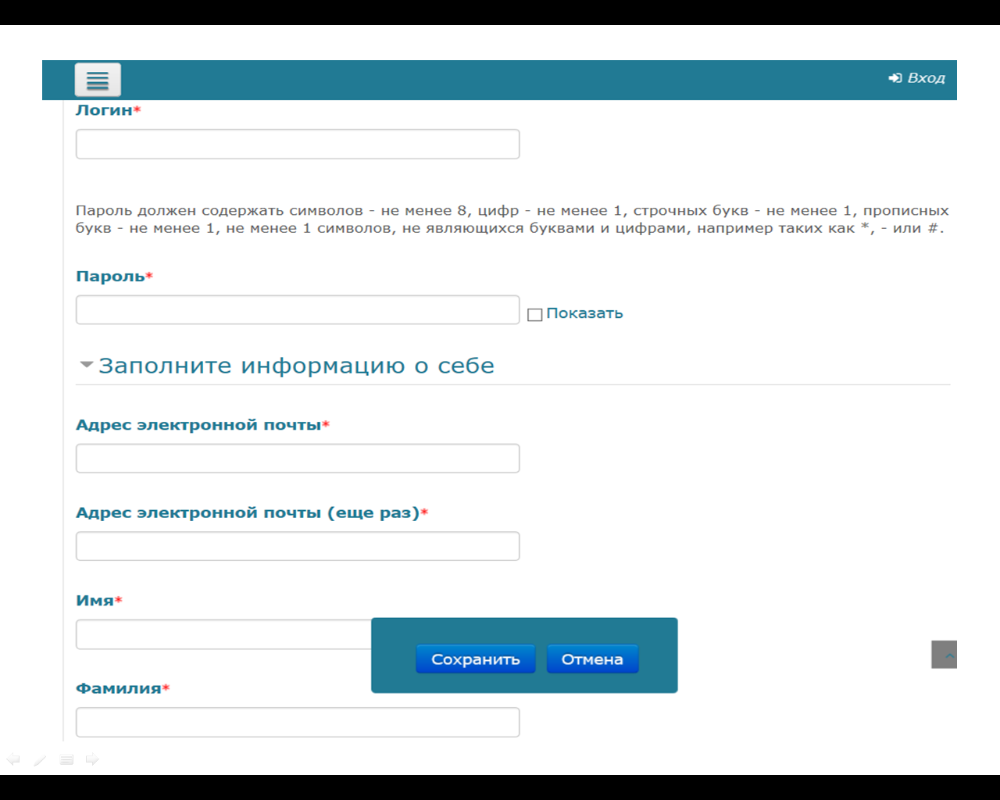 Вход
Логин*
Пароль должен содержать символов - не менее 8, цифр - не менее 1, строчных букв - не менее 1, прописных
букв - не менее 1, не менее 1 символов, не являющихся буквами и цифрами, например таких как *, - или #.
Пароль*
Показать
Заполните информацию о себе
Адрес электронной почты*
Адрес электронной почты (еще раз)*
Имя*
Сохранить Отмена
Фамилия*